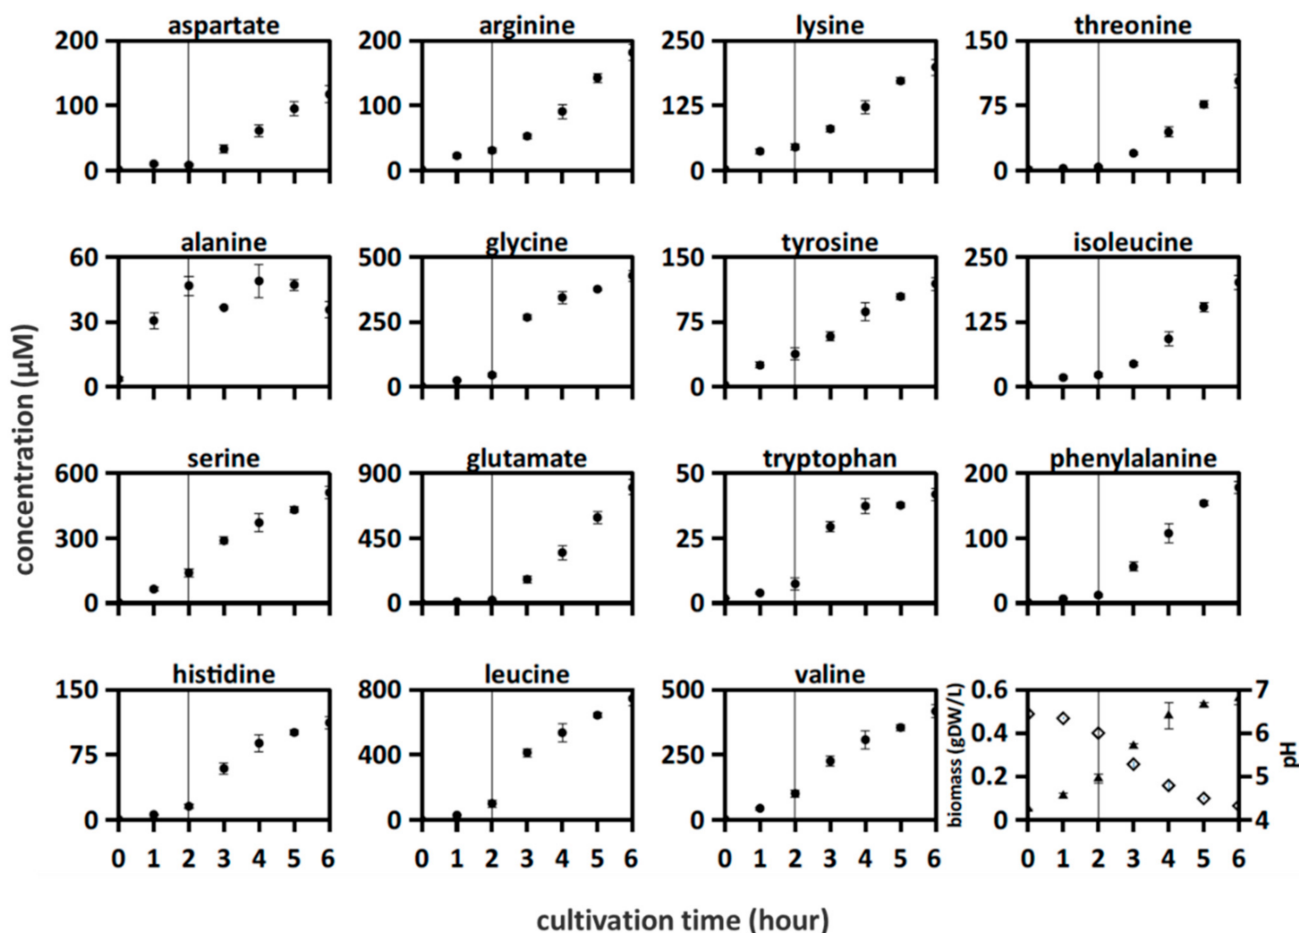 aspartate arginine lysine threonine
200 200 250 150
100 100 125 75
0 0 0 0
alanine glycine tyrosine isoleucine
60 500 150 250
30 250 75 125
0 0 0 0
serine glutamate tryptophan phenylalanine
600 900 50 200
300 450 25 100
0 0 0 0
histidine leucine valine
150 800 500 0.6 7
0.4 6
75 400 250
0.2 5
0 0 0 0 4
0 1 2 3 4 5 6 0 1 2 3 4 5 6 0 1 2 3 4 5 6 0 1 2 3 4 5 6
concentration (µM)
biomass (gDW/L)
pH
cultivation time (hour)